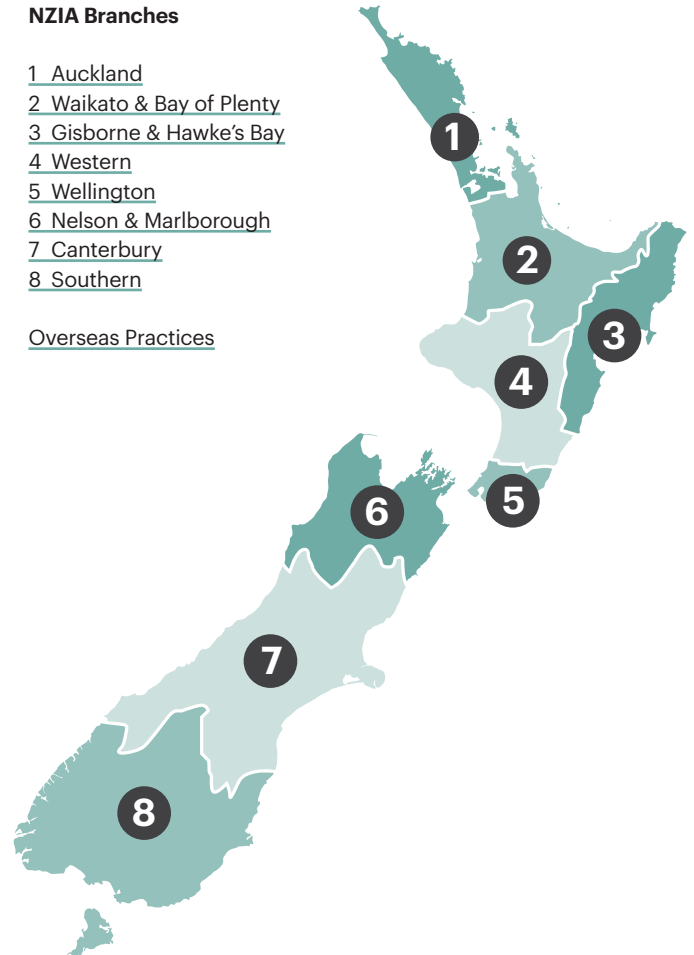 NZIA Branches
1 Auckland
2 Waikato & Bay of Plenty
3 Gisborne & Hawke’s Bay
4 Western
5 Wellington
6 Nelson & Marlborough
7 Canterbury
8 Southern
Overseas Practices
1
2
3
4
5
6
7
8